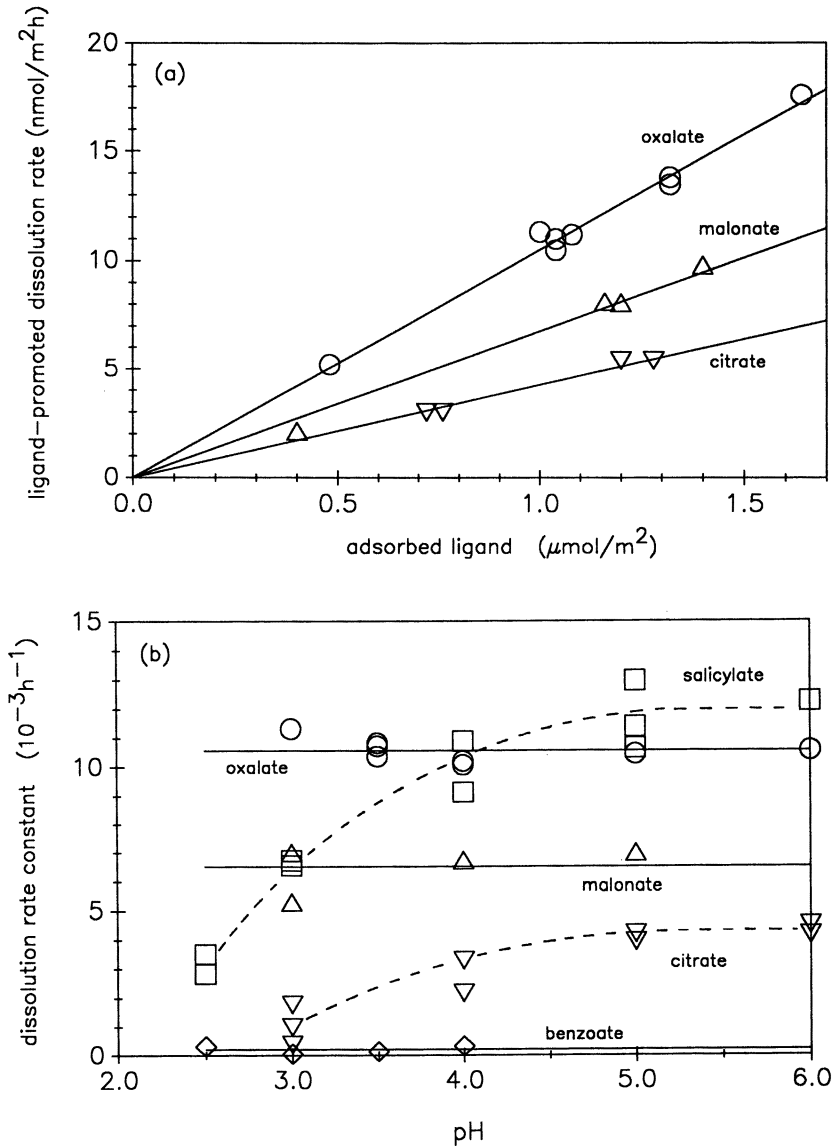 ligand-promoted dissolution rate (nmol/m²h)
20
15
10
5
0
(a)
oxalate
malonate
citrate
0.0
0.5
1.0
1.5
adsorbed ligand (μmol/m²)
dissolution rate constant (10⁻³h⁻¹)
15
10
5
0
(b)
salicylate
oxalate
malonate
citrate
benzoate
2.0
3.0
4.0
5.0
6.0
pH